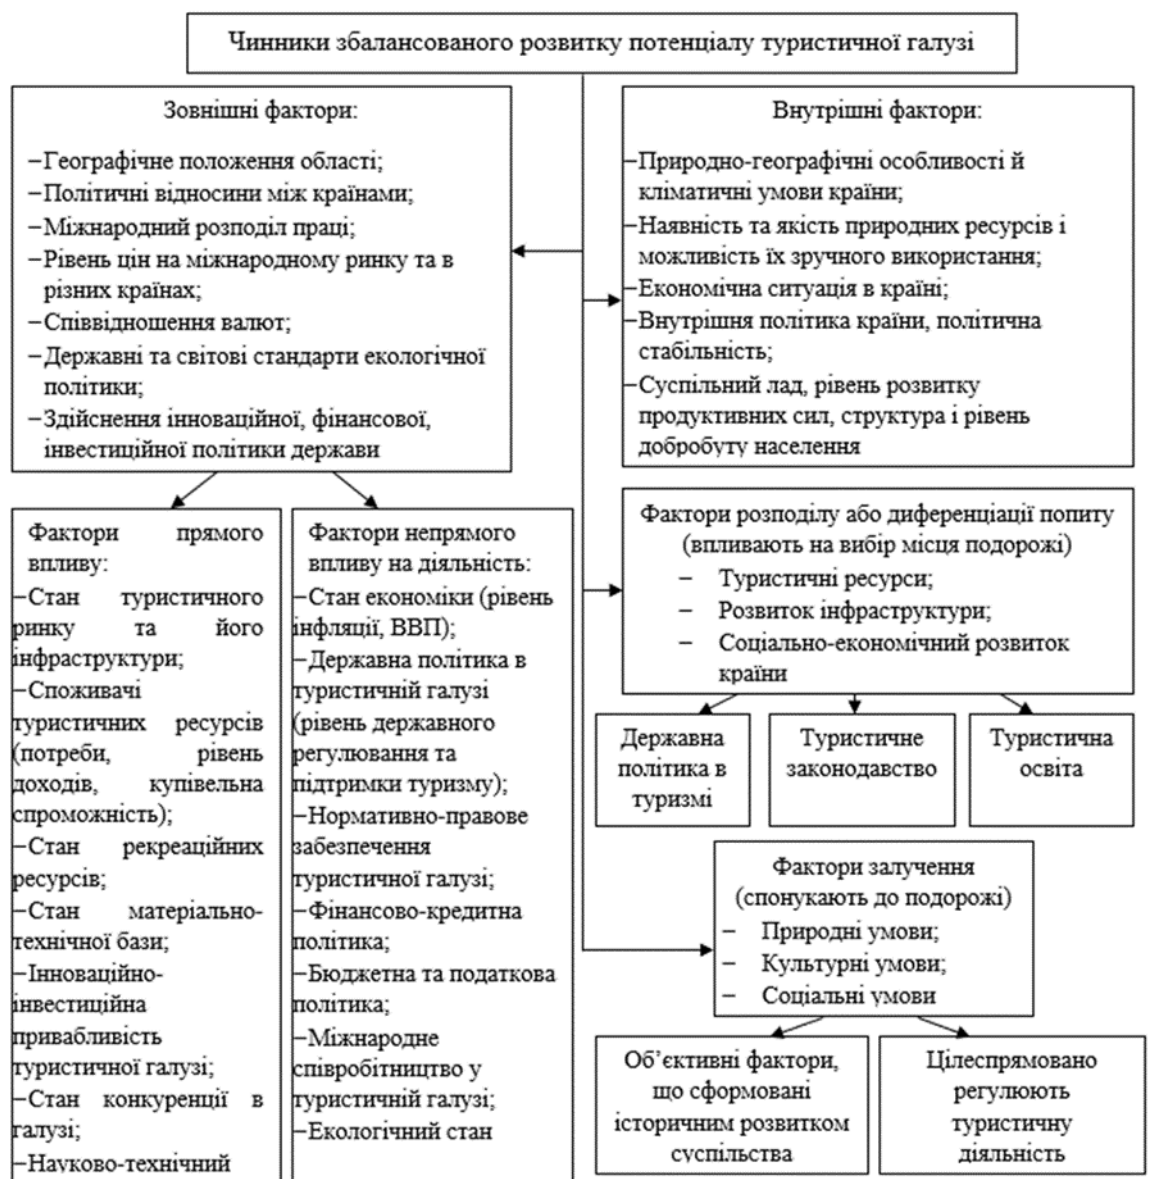 Чинники збалансованого розвитку потенціалу туристичної галузі
Зовнішні фактори:
−Географічне положення області;
−Політичні відносини між країнами;
−Міжнародний розподіл праці;
−Рівень цін на міжнародному ринку та в
різних країнах;
−Співвідношення валют;
−Державні та світові стандарти екологічної
політики;
−Здійснення інноваційної, фінансової,
інвестиційної політики держави
Внутрішні фактори:
−Природно-географічні особливості й
кліматичні умови країни;
−Наявність та якість природних ресурсів і
можливість їх зручного використання;
−Економічна ситуація в країні;
−Внутрішня політика країни, політична
стабільність;
−Суспільний лад, рівень розвитку
продуктивних сил, структура і рівень
добробуту населення
Фактори прямого
впливу:
−Стан туристичного
ринку та його
інфраструктури;
−Споживачі
туристичних ресурсів
(потреби, рівень
доходів, купівельна
спроможність);
−Стан рекреаційних
ресурсів;
−Стан матеріально-
технічної бази;
−Інноваційно-
інвестиційна
привабливість
туристичної галузі;
−Стан конкуренції в
галузі;
−Науково-технічний
Фактори непрямого
впливу на діяльність:
−Стан економіки (рівень
інфляції, ВВП);
−Державна політика в
туристичній галузі
(рівень державного
регулювання та
підтримки туризму);
−Нормативно-правове
забезпечення
туристичної галузі;
−Фінансово-кредитна
політика;
−Бюджетна та податкова
політика;
−Міжнародне
співробітництво у
туристичній галузі;
−Екологічний стан
Фактори розподілу або диференціації попиту
(впливають на вибір місця подорожі)
− Туристичні ресурси;
− Розвиток інфраструктури;
− Соціально-економічний розвиток
країни
Державна
політика в
туризмі
Туристичне
законодавство
Туристична
освіта
Фактори залучення
(спонукають до подорожі)
− Природні умови;
− Культурні умови;
− Соціальні умови
Об’єктивні фактори,
що сформовані
історичним розвитком
суспільства
Цілеспрямовано
регулюють
туристичну
діяльність